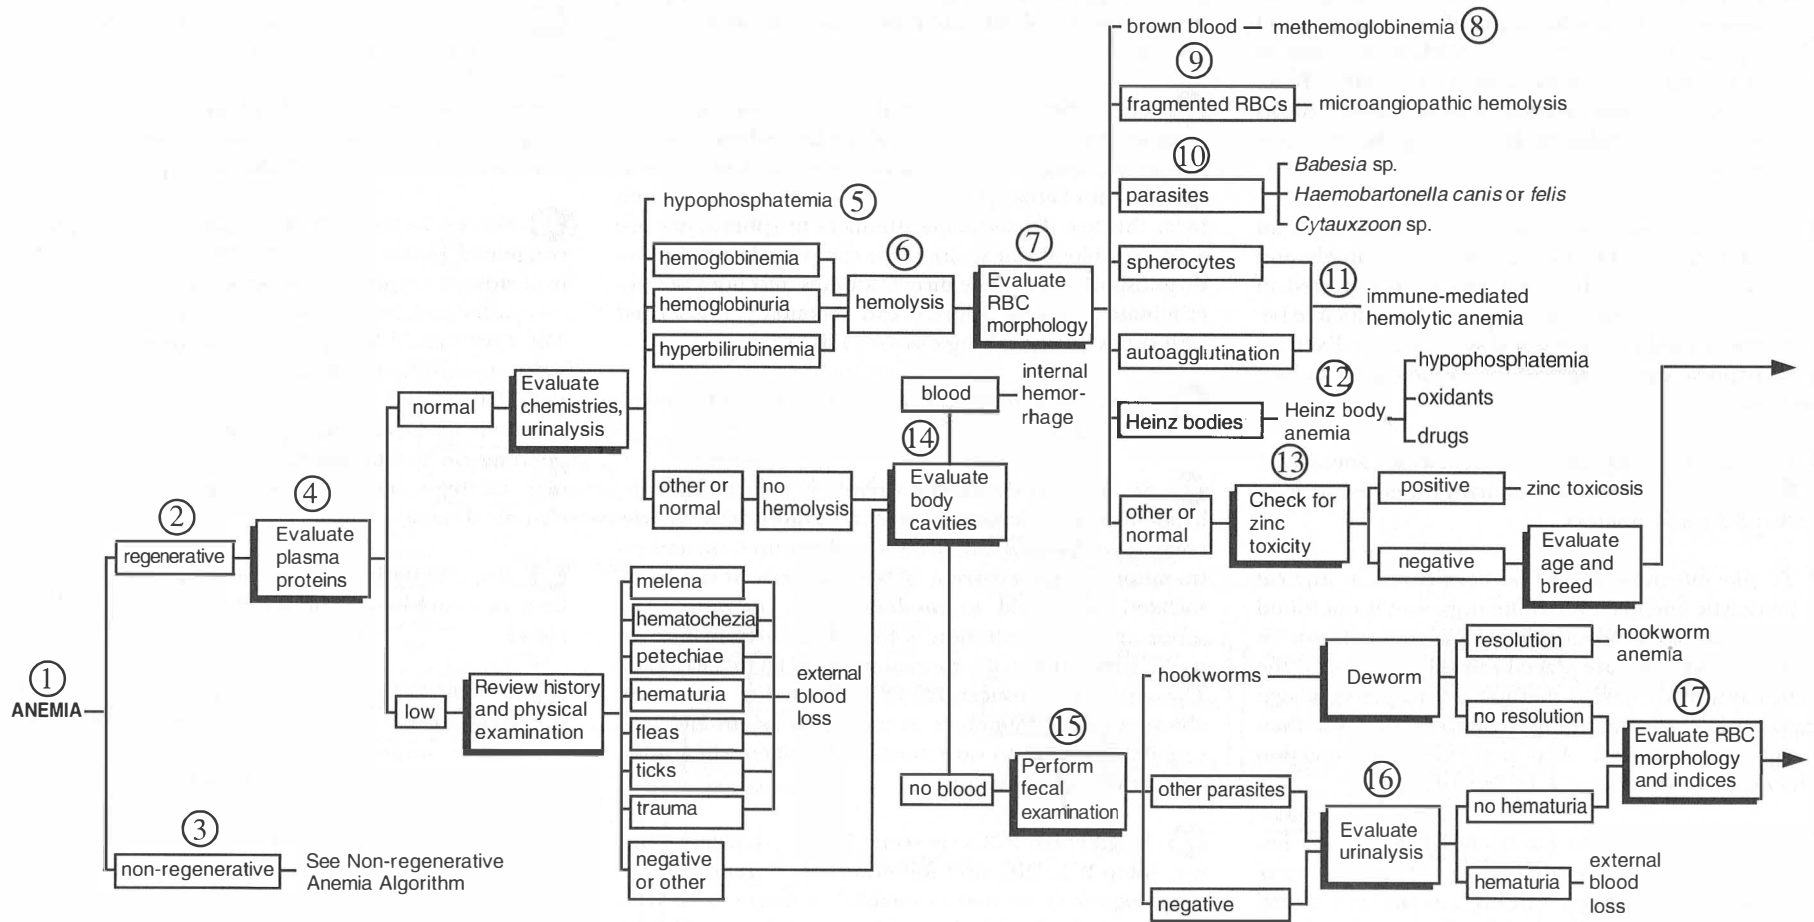 1
ANEMIA
2
regenerative
3
non-regenerative
See Non-regenerative
Anemia Algorithm
4
Evaluate
plasma
proteins
normal
Evaluate
chemistries,
urinalysis
low
Review history
and physical
examination
hypophosphatemia 5
hemoglobinemia
hemoglobinuria
hyperbilirubinemia
6
hemolysis
other or
normal
no
hemolysis
melena
hematochezia
petechiae
hematuria
fleas
ticks
trauma
external
blood
loss
negative
or other
7
Evaluate
RBC
morphology
brown blood — methemoglobinemia 8
9
fragmented RBCs
microangiopathic hemolysis
10
parasites
Babesia sp.
Haemobartonella canis or felis
Cytauxzoon sp.
spherocytes
autoagglutination
11
immune-mediated
hemolytic anemia
Heinz bodies
12
Heinz body
anemia
hypophosphatemia
oxidants
drugs
other or
normal
13
Check for
zinc
toxicity
positive
zinc toxicosis
negative
Evaluate
age and
breed
14
Evaluate
body
cavities
blood
internal
hemor-
rhage
no blood
15
Perform
fecal
examination
hookworms
Deworm
resolution
hookworm
anemia
no resolution
other parasites
negative
16
Evaluate
urinalysis
no hematuria
hematuria
external
blood
loss
17
Evaluate RBC
morphology
and indices